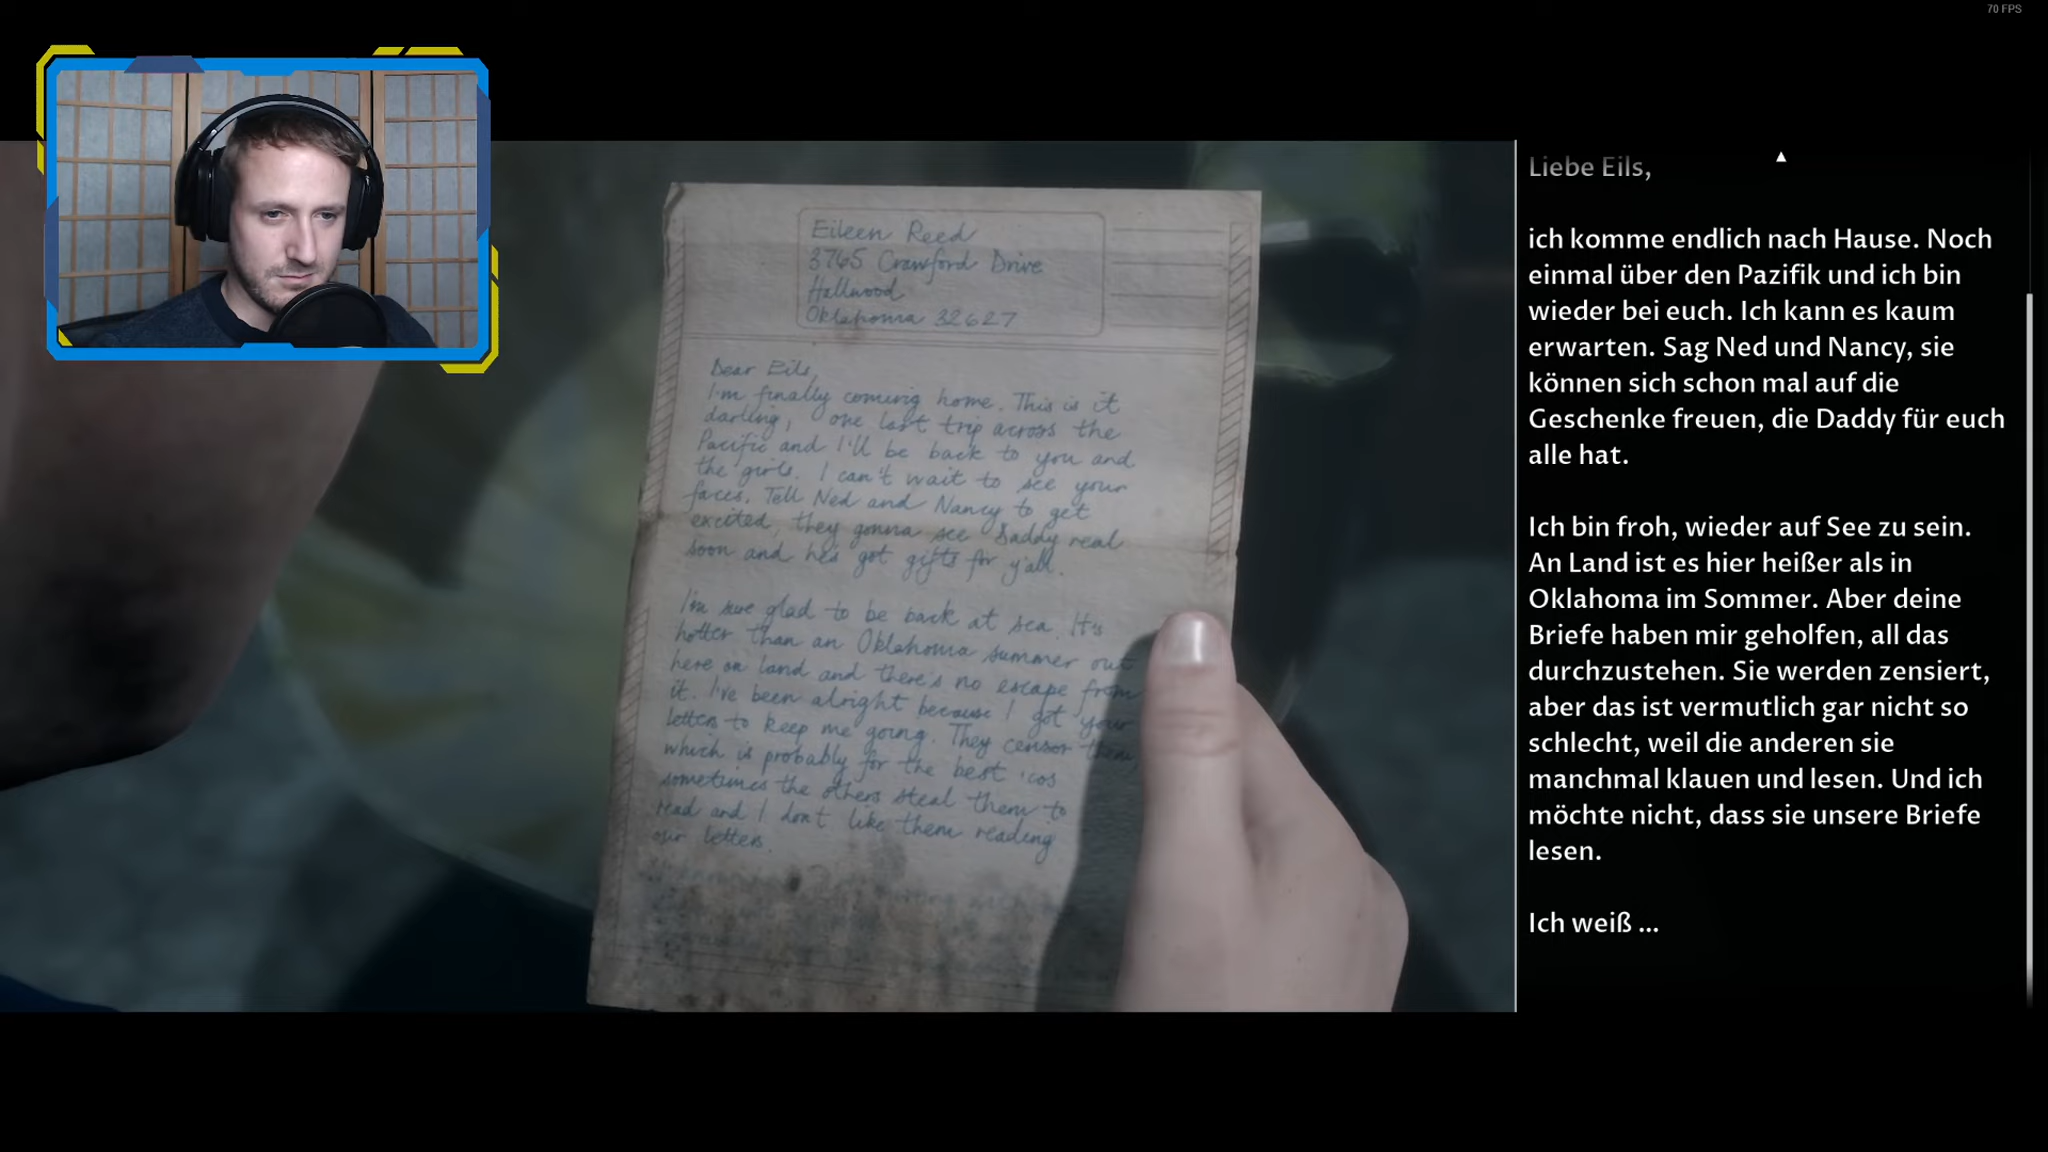 70 FPS
Eileen Reed
3765 Crawford Drive
Hallwood
Oklahoma 32627
Dear Eils,
I'm finally coming home. This is it
darling, one last trip across the
Pacific and I'll be back to you and
the girls. I can't wait to see your
faces. Tell Ned and Nancy to get
excited, they gonna see Daddy real
soon and he's got gifts for y'all.
I'm sure glad to be back at sea. It's
hotter than an Oklahoma summer out
here on land and there's no escape from
it. I've been alright because I got your
letters to keep me going. They censor them,
which is probably for the best 'cos
sometimes the others steal them to
read and I don't like them reading
our letters.
Liebe Eils,
ich komme endlich nach Hause. Noch
einmal über den Pazifik und ich bin
wieder bei euch. Ich kann es kaum
erwarten. Sag Ned und Nancy, sie
können sich schon mal auf die
Geschenke freuen, die Daddy für euch
alle hat.
Ich bin froh, wieder auf See zu sein.
An Land ist es hier heißer als in
Oklahoma im Sommer. Aber deine
Briefe haben mir geholfen, all das
durchzustehen. Sie werden zensiert,
aber das ist vermutlich gar nicht so
schlecht, weil die anderen sie
manchmal klauen und lesen. Und ich
möchte nicht, dass sie unsere Briefe
lesen.
Ich weiß ...